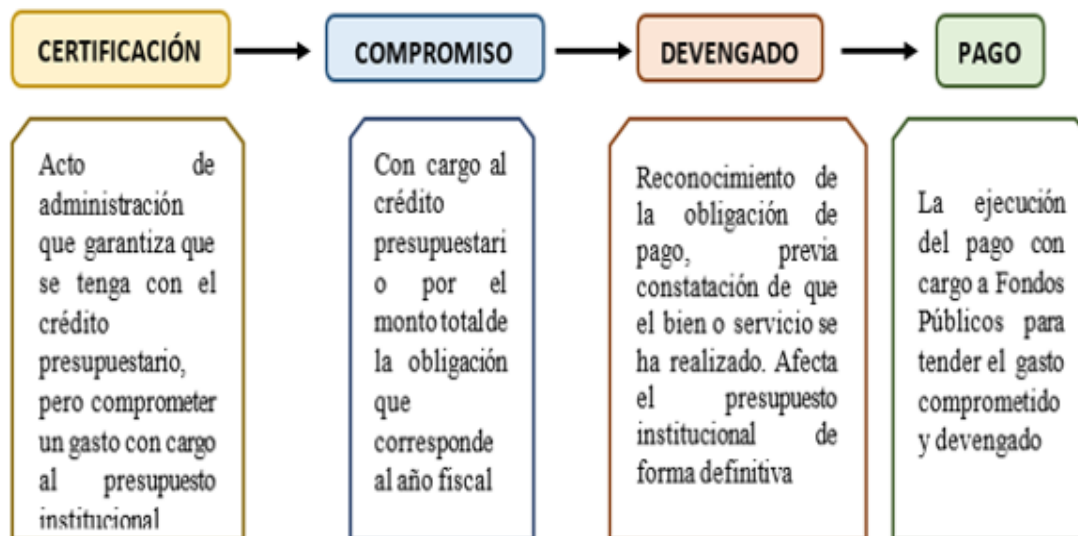 CERTIFICACIÓN
COMPROMISO
DEVENGADO
PAGO
Acto de
administración
que garantiza que
se tenga con el
crédito
presupuestario,
pero comprometer
un gasto con cargo
al presupuesto
institucional
Con cargo al
crédito
presupuestari
o por el
monto total de
la obligación
que
corresponde
al año fiscal
Reconocimiento de
la obligación de
pago, previa
constatación de que
el bien o servicio se
ha realizado. Afecta
el presupuesto
institucional de
forma definitiva
La ejecución
del pago con
cargo a Fondos
Públicos para
tender el gasto
comprometido
y devengado